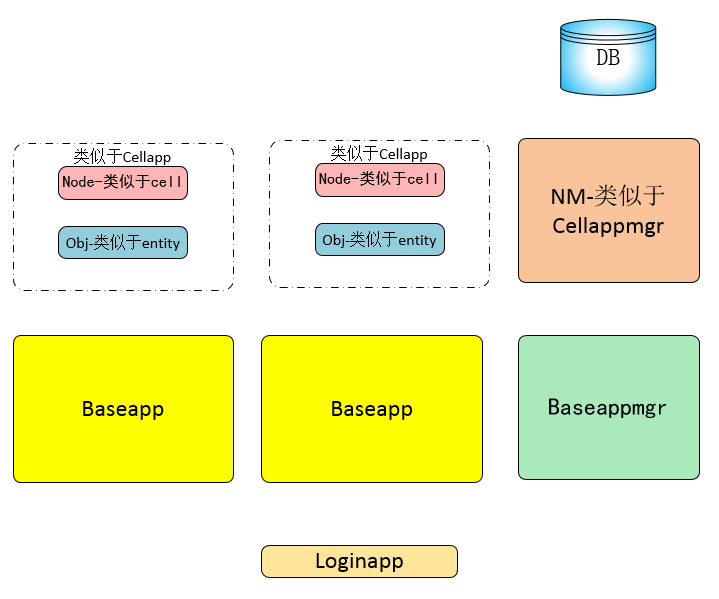 DB
类似于Cellapp
Node-类似于cell
Obj-类似于entity
类似于Cellapp
Node-类似于cell
Obj-类似于entity
NM-类似于
Cellappmgr
Baseapp
Baseapp
Baseappmgr
Loginapp